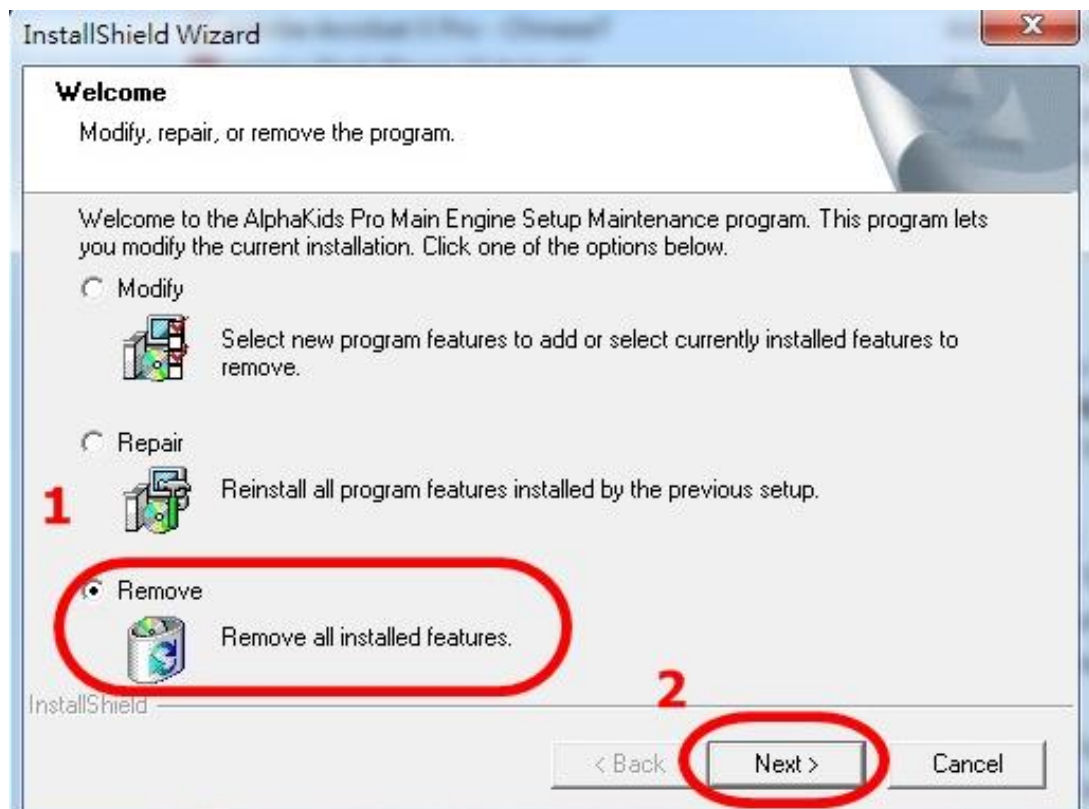 InstallShield Wizard
Welcome
Modify, repair, or remove the program.
Welcome to the AlphaKids Pro Main Engine Setup Maintenance program. This program lets
you modify the current installation. Click one of the options below.
Modify
Select new program features to add or select currently installed features to
remove.
Repair
1
Reinstall all program features installed by the previous setup.
Remove
Remove all installed features.
InstallShield
2
< Back
Next >
Cancel